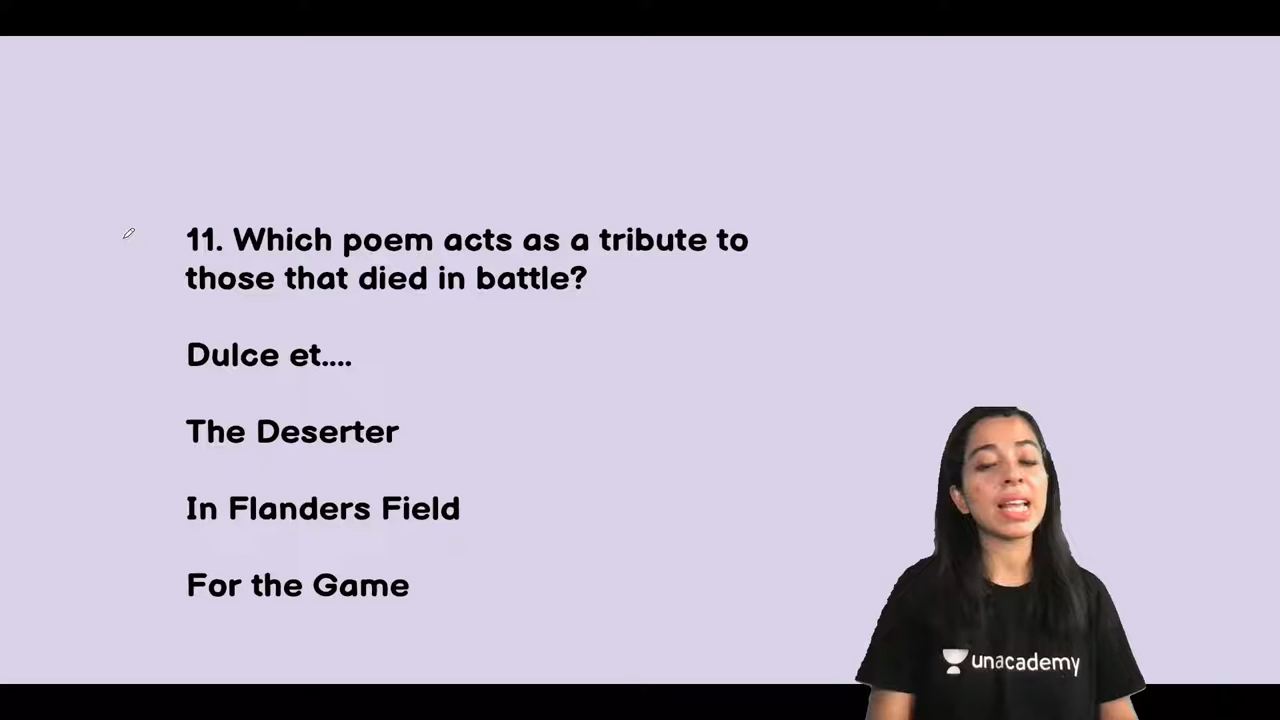 11. Which poem acts as a tribute to
those that died in battle?
Dulce et....
The Deserter
In Flanders Field
For the Game
unacademy